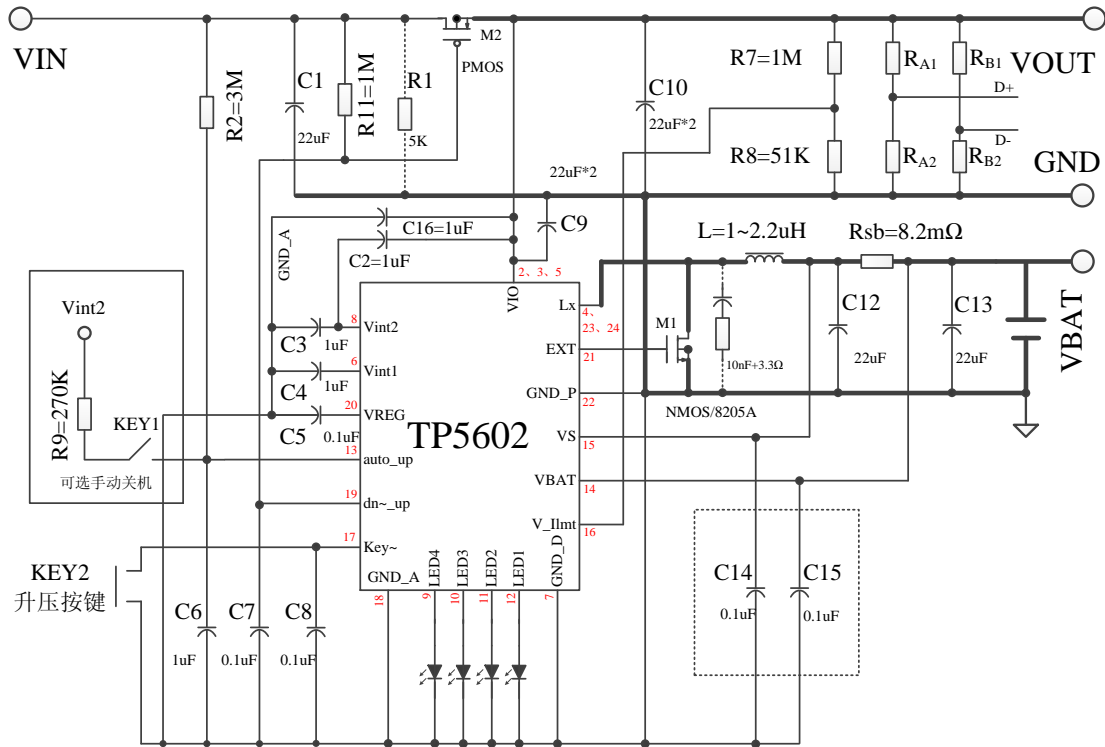 VIN
R2=3M
C1
22uF
R11=1M
R1
5K
M2
PMOS
C10
22uF*2
R7=1M
R8=51K
RA1
RA2
RB1
RB2
VOUT
D+
D-
GND
22uF*2
C9
C16=1uF
C2=1uF
GND_A
L=1~2.2uH
Rsb=8.2mΩ
Vint2
R9=270K
KEY1
可选手动关机
C3
1uF
C4
1uF
C5
0.1uF
2、3、5
VIO
8
Vint2
6
Vint1
20
VREG
13
auto_up
19
dn~_up
17
Key~
TP5602
Lx
4、
23、24
EXT
21
GND_P
22
VS
15
VBAT
14
V_Ilmt
16
GND_A
18
LED4
9
LED3
10
LED2
11
LED1
12
GND_D
7
M1
10nF+3.3Ω
NMOS/8205A
C12
22uF
C13
22uF
VBAT
KEY2
升压按键
C6
1uF
C7
0.1uF
C8
0.1uF
C14
0.1uF
C15
0.1uF